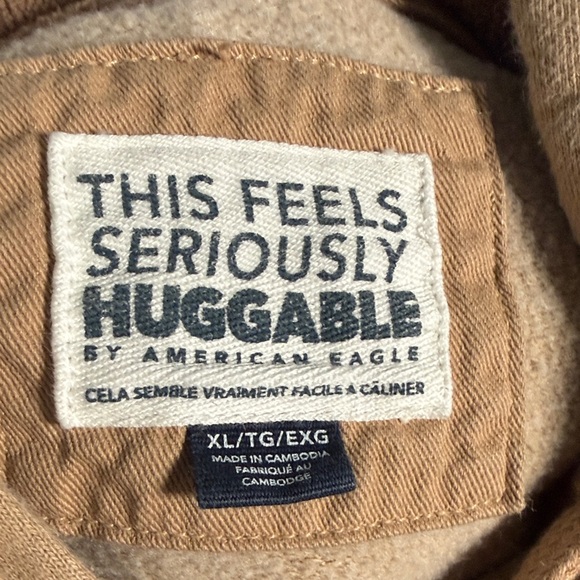 THIS FEELS
SERIOUSLY
HUGGABLE
BY AMERICAN EAGLE
CELA SEMBLE VRAIMENT FACILE À CÂLINER
XL/TG/EXG
MADE IN CAMBODIA
FABRIQUÉ AU
CAMBODGE